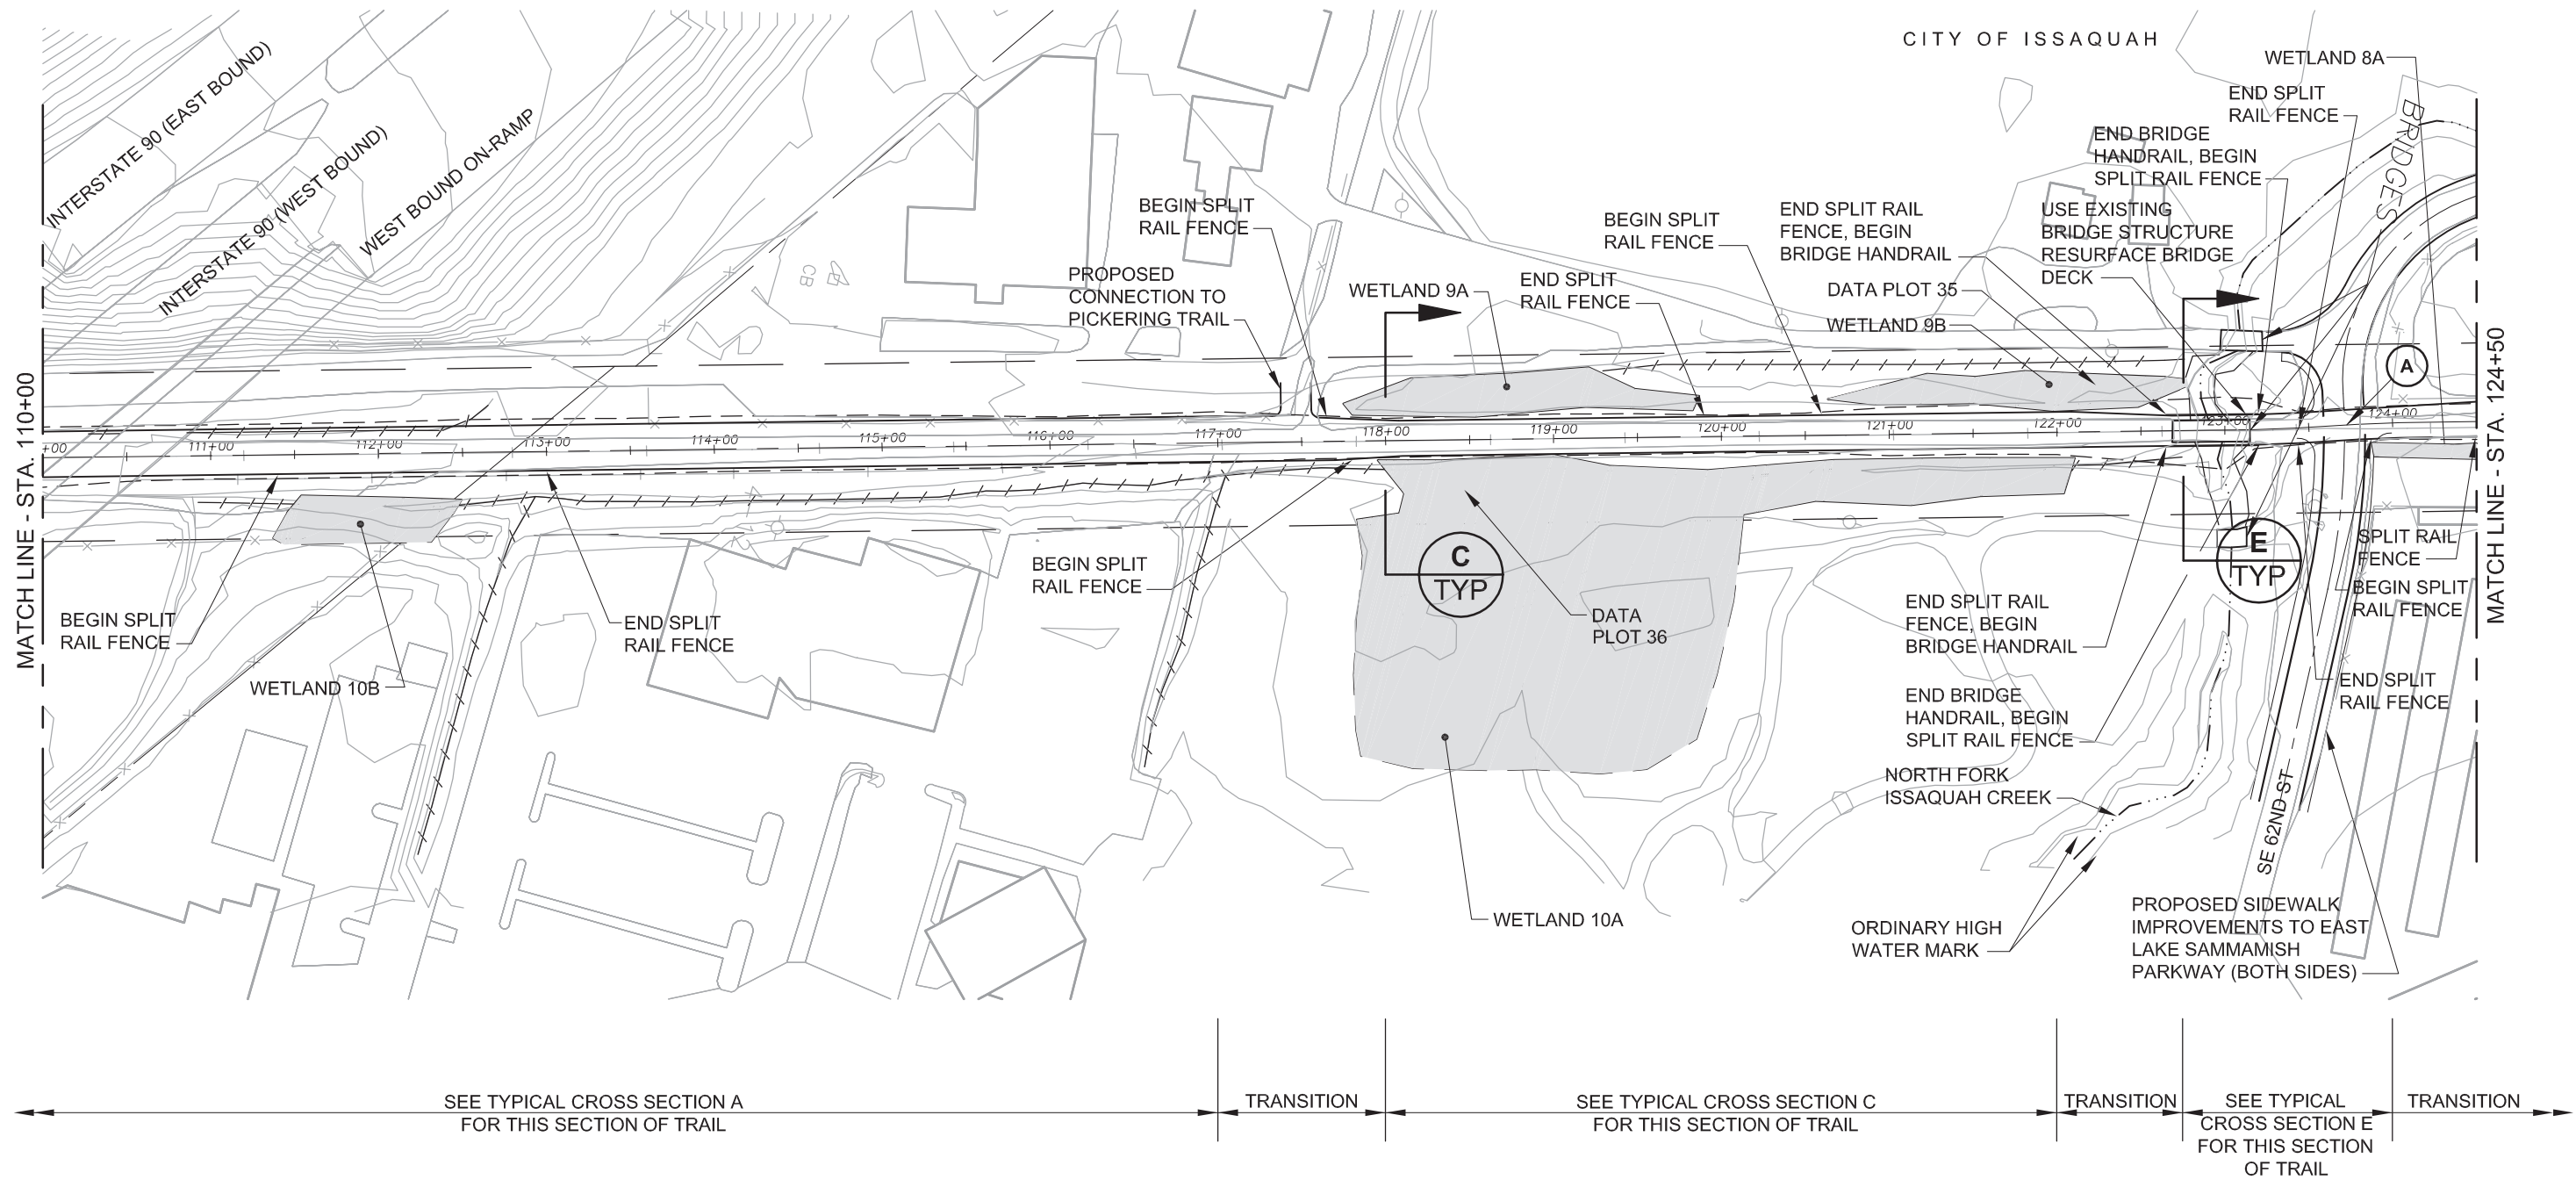 CITY OF ISSAQUAH
WETLAND 8A
END SPLIT
RAIL FENCE
BRIDGES
END BRIDGE
HANDRAIL, BEGIN
SPLIT RAIL FENCE
USE EXISTING
BRIDGE STRUCTURE
RESURFACE BRIDGE
DECK
INTERSTATE 90 (EAST BOUND)
INTERSTATE 90 (WEST BOUND)
WEST BOUND ON-RAMP
BEGIN SPLIT
RAIL FENCE
PROPOSED
CONNECTION TO
PICKERING TRAIL
CB
WETLAND 9A
END SPLIT
RAIL FENCE
BEGIN SPLIT
RAIL FENCE
END SPLIT RAIL
FENCE, BEGIN
BRIDGE HANDRAIL
DATA PLOT 35
WETLAND 9B
A
MATCH LINE - STA. 110+00
MATCH LINE - STA. 124+50
+00
111+00
112+00
113+00
114+00
115+00
116+00
117+00
118+00
119+00
120+00
121+00
122+00
123+00
124+00
BEGIN SPLIT
RAIL FENCE
WETLAND 10B
END SPLIT
RAIL FENCE
BEGIN SPLIT
RAIL FENCE
C
TYP
DATA
PLOT 36
WETLAND 10A
E
TYP
SPLIT RAIL
FENCE
BEGIN SPLIT
RAIL FENCE
END SPLIT RAIL
FENCE, BEGIN
BRIDGE HANDRAIL
END SPLIT
RAIL FENCE
END BRIDGE
HANDRAIL, BEGIN
SPLIT RAIL FENCE
NORTH FORK
ISSAQUAH CREEK
SE 62ND ST
ORDINARY HIGH
WATER MARK
PROPOSED SIDEWALK
IMPROVEMENTS TO EAST
LAKE SAMMAMISH
PARKWAY (BOTH SIDES)
SEE TYPICAL CROSS SECTION A
FOR THIS SECTION OF TRAIL
TRANSITION
SEE TYPICAL CROSS SECTION C
FOR THIS SECTION OF TRAIL
TRANSITION
SEE TYPICAL
CROSS SECTION E
FOR THIS SECTION
OF TRAIL
TRANSITION